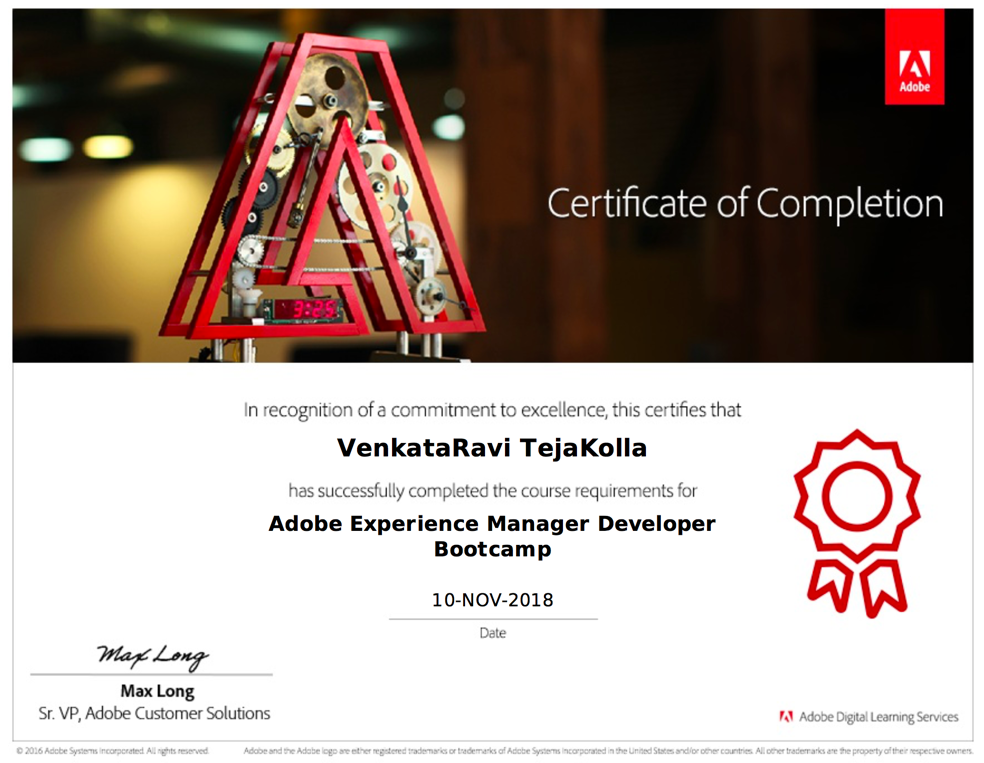 Adobe
Certificate of Completion
3:25
In recognition of a commitment to excellence, this certifies that
VenkataRavi TejaKolla
has successfully completed the course requirements for
Adobe Experience Manager Developer
Bootcamp
10-NOV-2018
Date
Max Long
Max Long
Sr. VP, Adobe Customer Solutions
Adobe Digital Learning Services
© 2016 Adobe Systems Incorporated. All rights reserved.
Adobe and the Adobe logo are either registered trademarks or trademarks of Adobe Systems Incorporated in the United States and/or other countries. All other trademarks are the property of their respective owners.